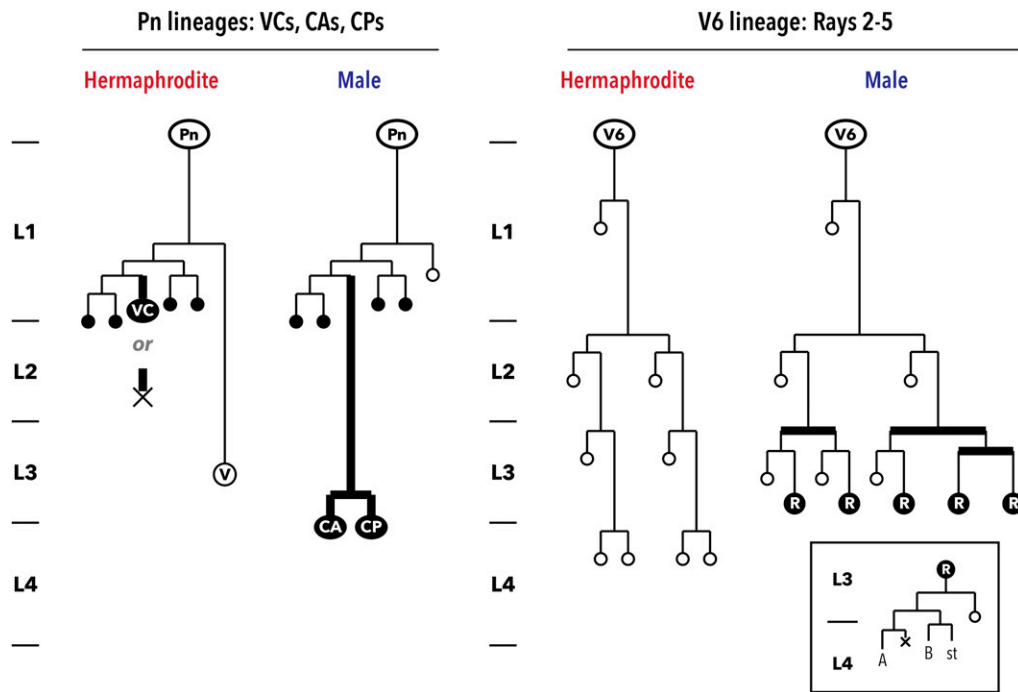 Pn lineages: VCs, CAs, CPs
Hermaphrodite Male
Pn Pn
L1
VC
or
L2
L3
V
CA CP
L4
V6 lineage: Rays 2-5
Hermaphrodite Male
V6 V6
L1
L2
L3
R R R R R
L4
L3
R
L4
A B st